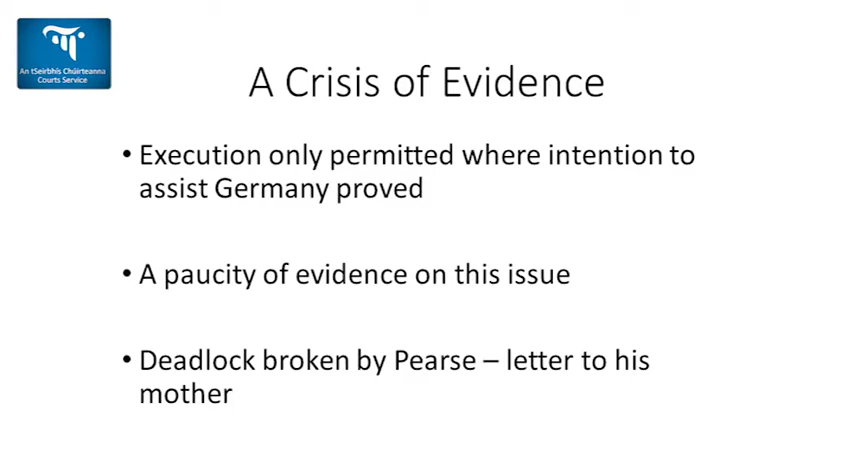 An tSeirbhís Chúirteanna
Courts Service
A Crisis of Evidence
• Execution only permitted where intention to
assist Germany proved
• A paucity of evidence on this issue
• Deadlock broken by Pearse – letter to his
mother